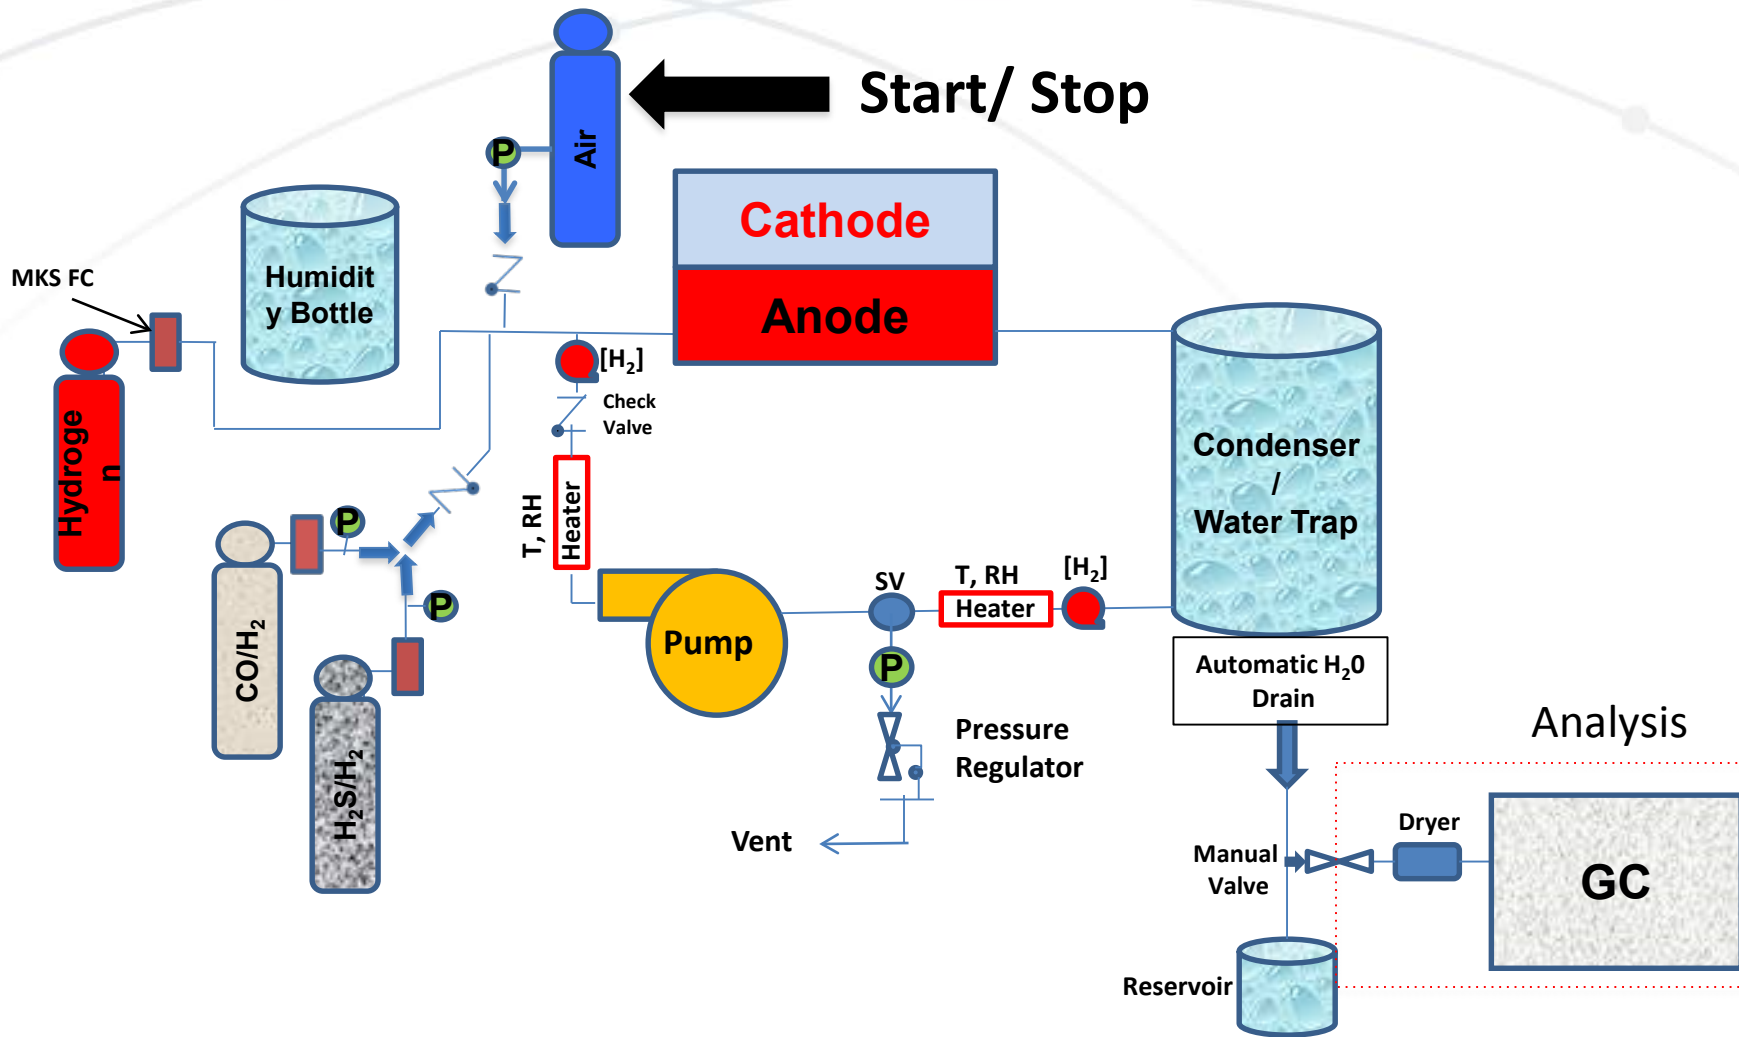 Start/ Stop
Air
P
Cathode
Anode
Humidit
y Bottle
MKS FC
Hydroge
n
[H₂]
Check
Valve
T, RH
Heater
P
P
CO/H₂
H₂S/H₂
Pump
SV
P
T, RH
Heater
[H₂]
Condenser
/
Water Trap
Automatic H₂0
Drain
Pressure
Regulator
Vent
Analysis
Dryer
Manual
Valve
GC
Reservoir